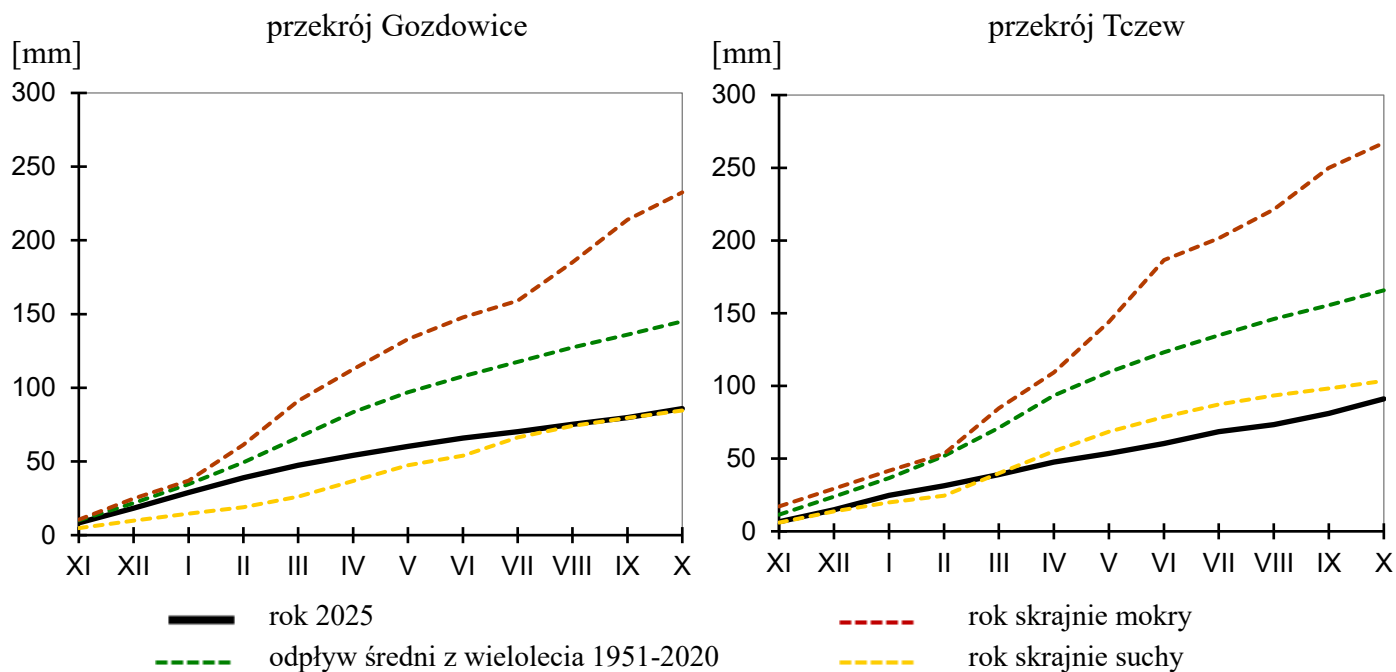 przekrój Gozdowice
[mm]
300
250
200
150
100
50
0
XI XII I II III IV V VI VII VIII IX X
przekrój Tczew
[mm]
300
250
200
150
100
50
0
XI XII I II III IV V VI VII VIII IX X
rok 2025
odpływ średni z wielolecia 1951-2020
rok skrajnie mokry
rok skrajnie suchy